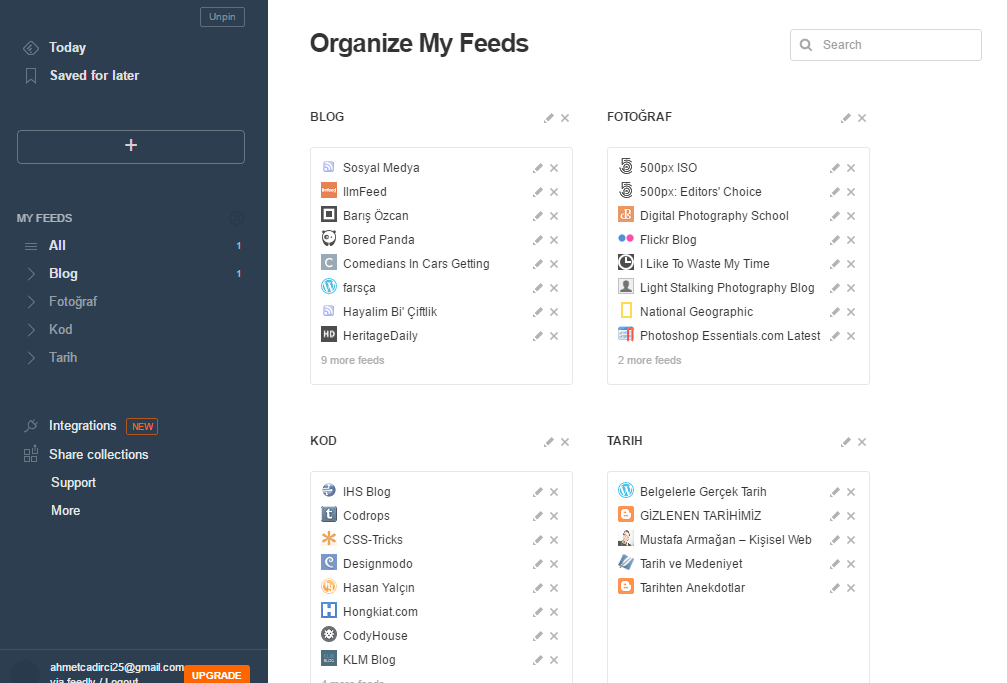 Unpin
Today
Saved for later
+
MY FEEDS
All 1
Blog 1
Fotoğraf
Kod
Tarih
Integrations NEW
Share collections
Support
More
ahmetcadirci25@gmail.com
via feedly / Logout
UPGRADE
Organize My Feeds
Search
BLOG
Sosyal Medya
IlmFeed
Barış Özcan
Bored Panda
Comedians In Cars Getting
farsça
Hayalim Bi' Çiftlik
HeritageDaily
9 more feeds
FOTOĞRAF
500px ISO
500px: Editors' Choice
Digital Photography School
Flickr Blog
I Like To Waste My Time
Light Stalking Photography Blog
National Geographic
Photoshop Essentials.com Latest
2 more feeds
KOD
IHS Blog
Codrops
CSS-Tricks
Designmodo
Hasan Yalçın
Hongkiat.com
CodyHouse
KLM Blog
4 more feeds
TARIH
Belgelerle Gerçek Tarih
GİZLENEN TARİHİMİZ
Mustafa Armağan – Kişisel Web
Tarih ve Medeniyet
Tarihten Anekdotlar